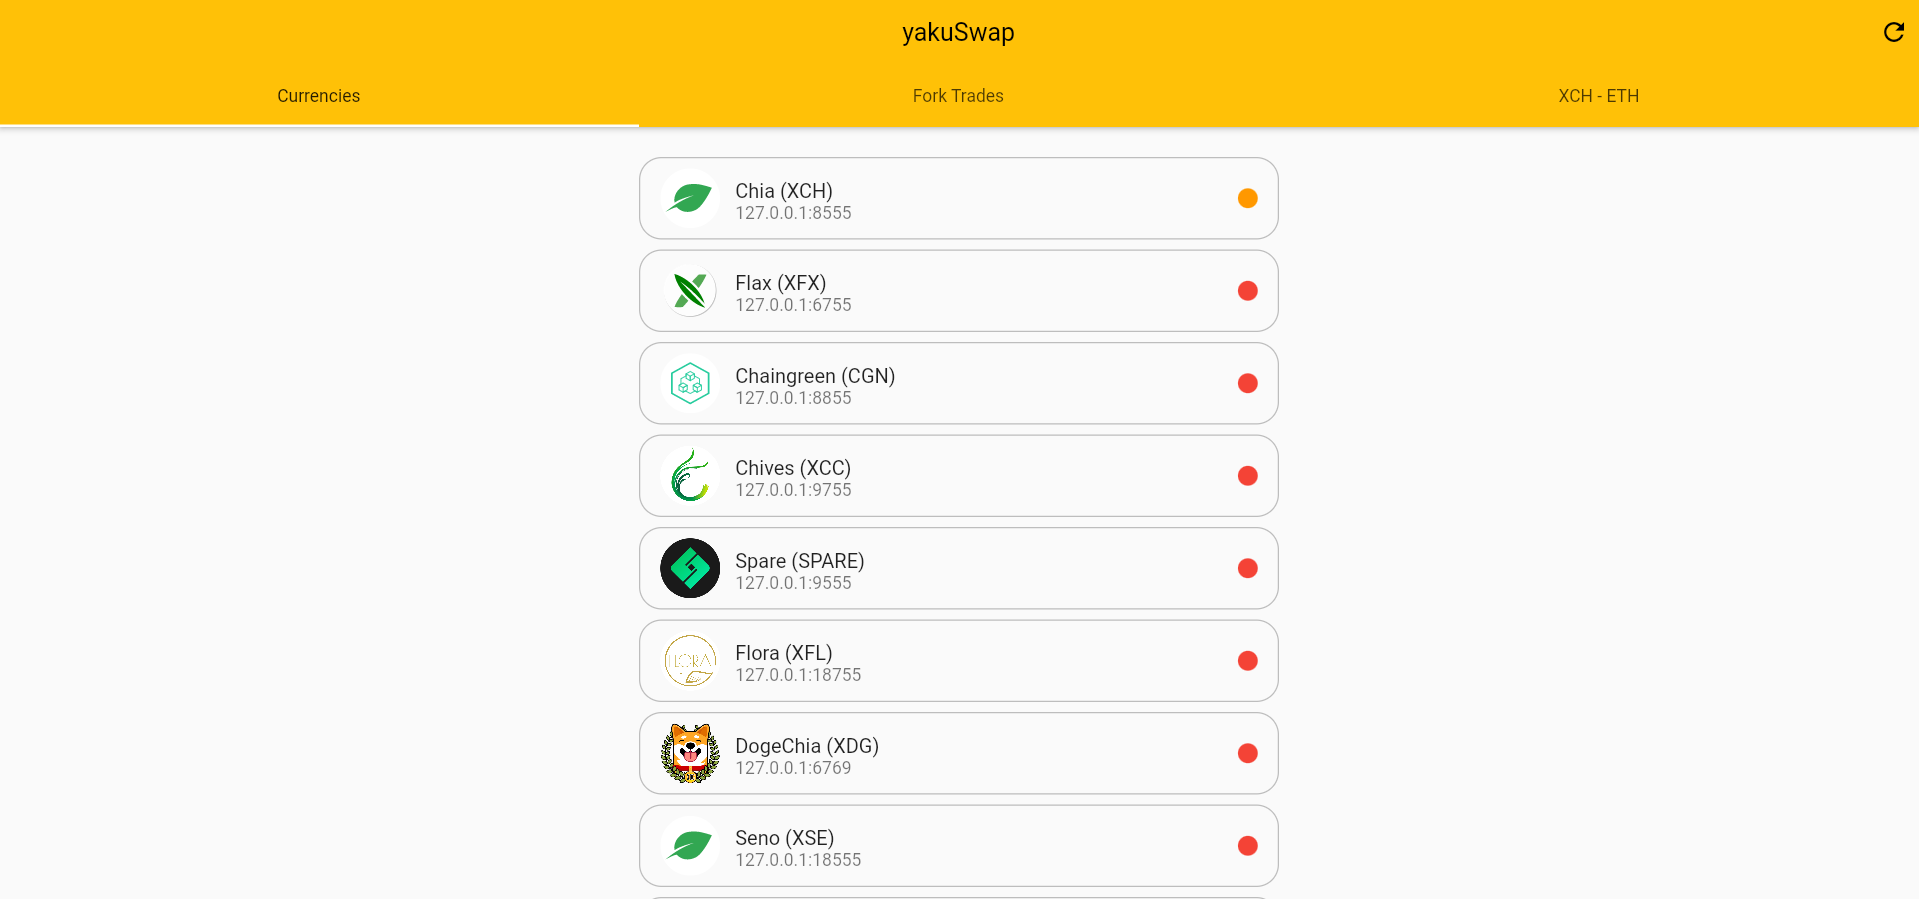 yakuSwap
Currencies
Fork Trades
XCH - ETH
Chia (XCH)
127.0.0.1:8555
Flax (XFX)
127.0.0.1:6755
Chaingreen (CGN)
127.0.0.1:8855
Chives (XCC)
127.0.0.1:9755
Spare (SPARE)
127.0.0.1:9555
FLORA
Flora (XFL)
127.0.0.1:18755
DogeChia (XDG)
127.0.0.1:6769
Seno (XSE)
127.0.0.1:18555